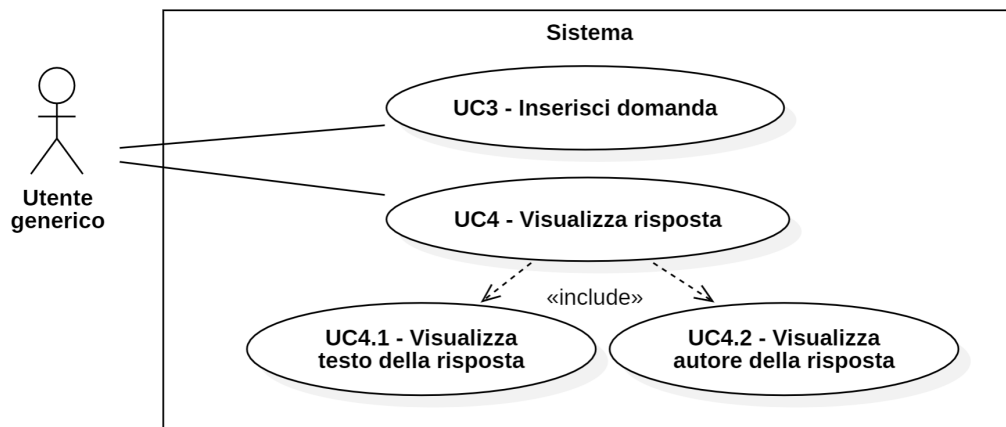 Sistema
UC3 - Inserisci domanda
Utente
generico
UC4 - Visualizza risposta
«include»
UC4.1 - Visualizza
testo della risposta
UC4.2 - Visualizza
autore della risposta